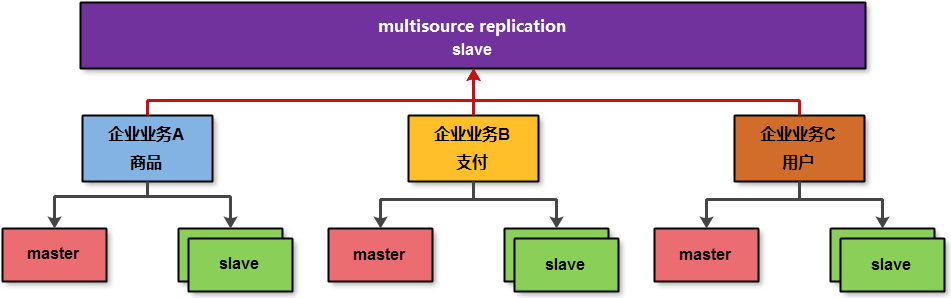 multisource replication
slave
企业业务A
商品
企业业务B
支付
企业业务C
用户
master
slave
master
slave
master
slave